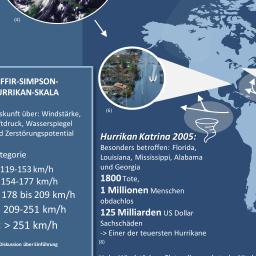 (4)
FFIR-SIMPSON-
URRIKAN-SKALA
skunft über: Windstärke,
tdruck, Wasserspiegel
d Zerstörungspotential
tegorie
119-153 km/h
154-177 km/h
178 bis 209 km/h
209-251 km/h
> 251 km/h
Diskussion über Einführung
(6)
Hurrikan Katrina 2005:
Besonders betroffen: Florida,
Louisiana, Mississippi, Alabama
und Georgia
1800 Tote,
1 Millionen Menschen
obdachlos
125 Milliarden US Dollar
Sachschäden
-> Einer der teuersten Hurrikane
(8)